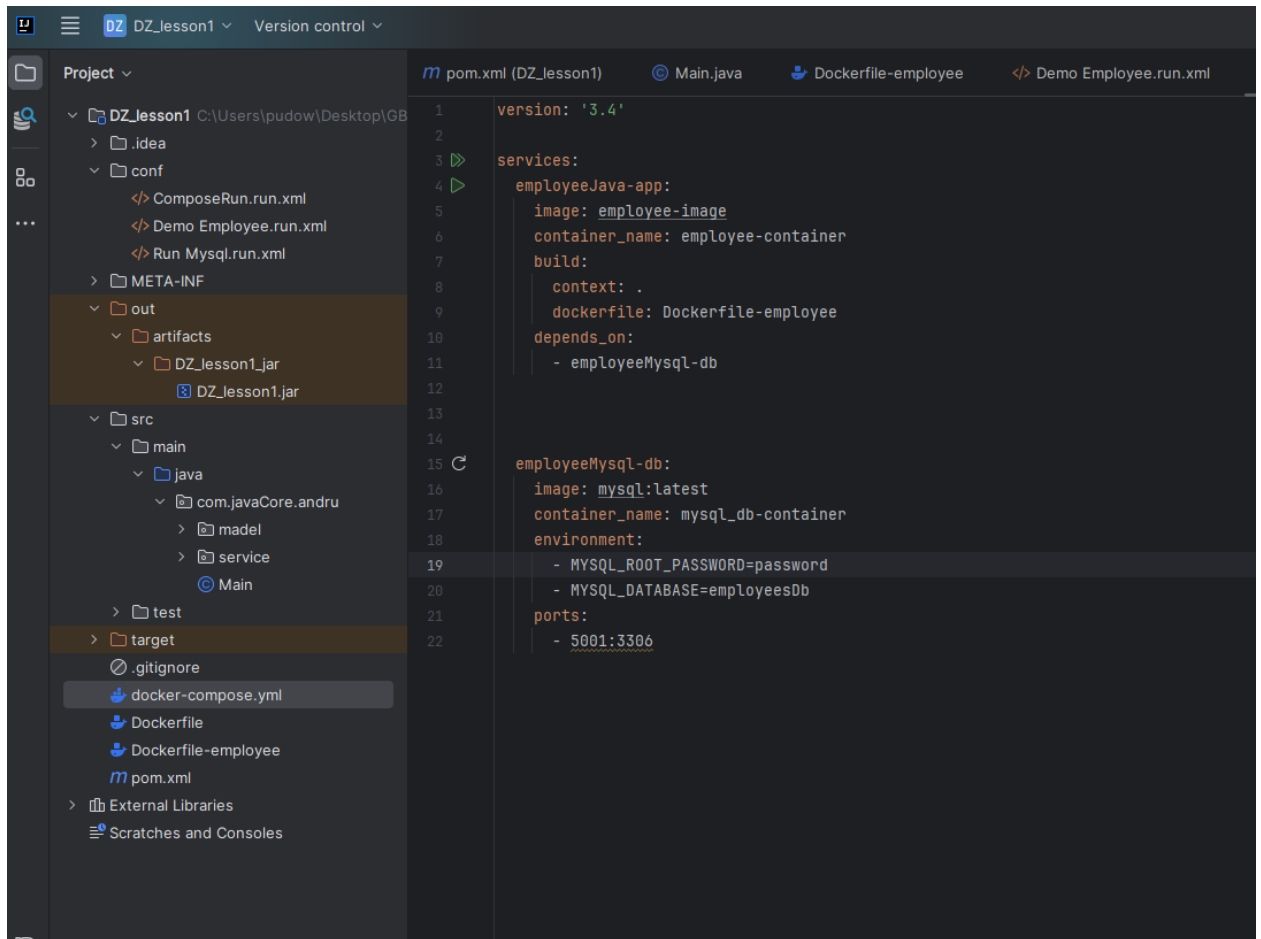 DZ DZ_lesson1 Version control
Project
DZ_lesson1 C:\Users\pudow\Desktop\GB
.idea
conf
</> ComposeRun.run.xml
</> Demo Employee.run.xml
</> Run Mysql.run.xml
META-INF
out
artifacts
DZ_lesson1_jar
DZ_lesson1.jar
src
main
java
com.javaCore.andru
madel
service
Main
test
target
.gitignore
docker-compose.yml
Dockerfile
Dockerfile-employee
m pom.xml
External Libraries
Scratches and Consoles
m pom.xml (DZ_lesson1) © Main.java Dockerfile-employee </> Demo Employee.run.xml
1 version: '3.4'
2
3 services:
4 employeeJava-app:
5 image: employee-image
6 container_name: employee-container
7 build:
8 context: .
9 dockerfile: Dockerfile-employee
10 depends_on:
11 - employeeMysql-db
12
13
14
15 employeeMysql-db:
16 image: mysql:latest
17 container_name: mysql_db-container
18 environment:
19 - MYSQL_ROOT_PASSWORD=password
20 - MYSQL_DATABASE=employeesDb
21 ports:
22 - 5001:3306